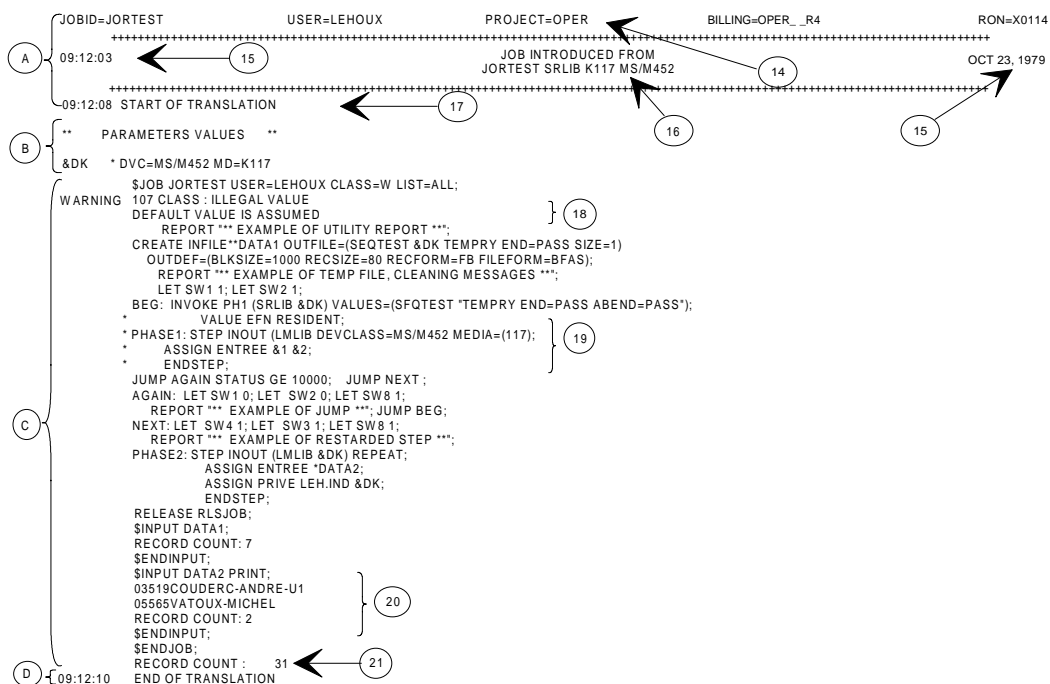 JOBID=JORTEST USER=LEHOUX PROJECT=OPER BILLING=OPER_ _R4 RON=X0114
++++++++++++++++++++++++++++++++++++++++++++++++++++++++++++++++++++++++
A 09:12:03 15 JOB INTRODUCED FROM OCT 23, 1979
JORTEST SRLIB K117 MS/M452 14
++++++++++++++++++++++++++++++++++++++++++++++++++++++++++++++++++++++++
09:12:08 START OF TRANSLATION 17 16 15
B ** PARAMETERS VALUES **
&DK * DVC=MS/M452 MD=K117
$JOB JORTEST USER=LEHOUX CLASS=W LIST=ALL;
WARNING 107 CLASS : ILLEGAL VALUE
DEFAULT VALUE IS ASSUMED 18
REPORT "** EXAMPLE OF UTILITY REPORT **";
CREATE INFILE**DATA1 OUTFILE=(SEQTEST &DK TEMPRY END=PASS SIZE=1)
OUTDEF=(BLKSIZE=1000 RECSIZE=80 RECFORM=FB FILEFORM=BFAS);
REPORT "** EXAMPLE OF TEMP FILE, CLEANING MESSAGES **";
LET SW1 1; LET SW2 1;
BEG: INVOKE PH1 (SRLIB &DK) VALUES=(SFQTEST "TEMPRY END=PASS ABEND=PASS");
* VALUE EFN RESIDENT;
* PHASE1: STEP INOUT (LMLIB DEVCLASS=MS/M452 MEDIA=(117); 19
* ASSIGN ENTREE &1 &2;
* ENDSTEP;
JUMP AGAIN STATUS GE 10000; JUMP NEXT ;
AGAIN: LET SW1 0; LET SW2 0; LET SW8 1;
REPORT "** EXAMPLE OF JUMP **"; JUMP BEG;
C NEXT: LET SW4 1; LET SW3 1; LET SW8 1;
REPORT "** EXAMPLE OF RESTARDED STEP **";
PHASE2: STEP INOUT (LMLIB &DK) REPEAT;
ASSIGN ENTREE *DATA2;
ASSIGN PRIVE LEH.IND &DK;
ENDSTEP;
RELEASE RLSJOB;
$INPUT DATA1;
RECORD COUNT: 7
$ENDINPUT;
$INPUT DATA2 PRINT;
03519COUDERC-ANDRE-U1
05565VATOUX-MICHEL 20
RECORD COUNT: 2
$ENDINPUT;
$ENDJOB;
RECORD COUNT : 31 21
D 09:12:10 END OF TRANSLATION